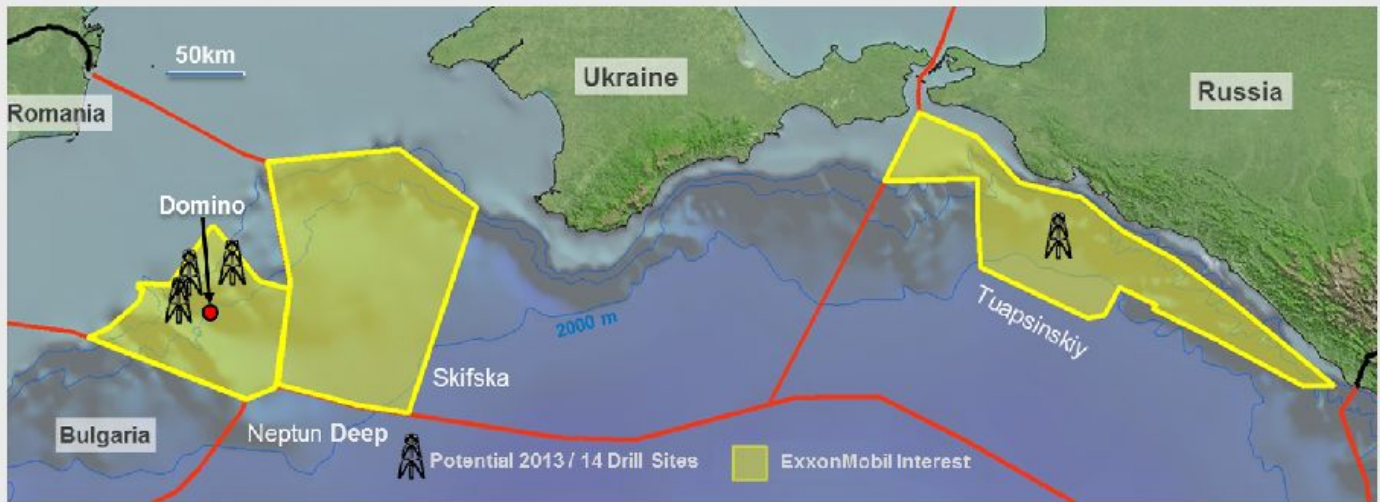 50km
Ukraine
Russia
Romania
Domino
2000 m
Tuapsinskiy
Skifska
Bulgaria
Neptun Deep
Potential 2013 / 14 Drill Sites
ExxonMobil Interest